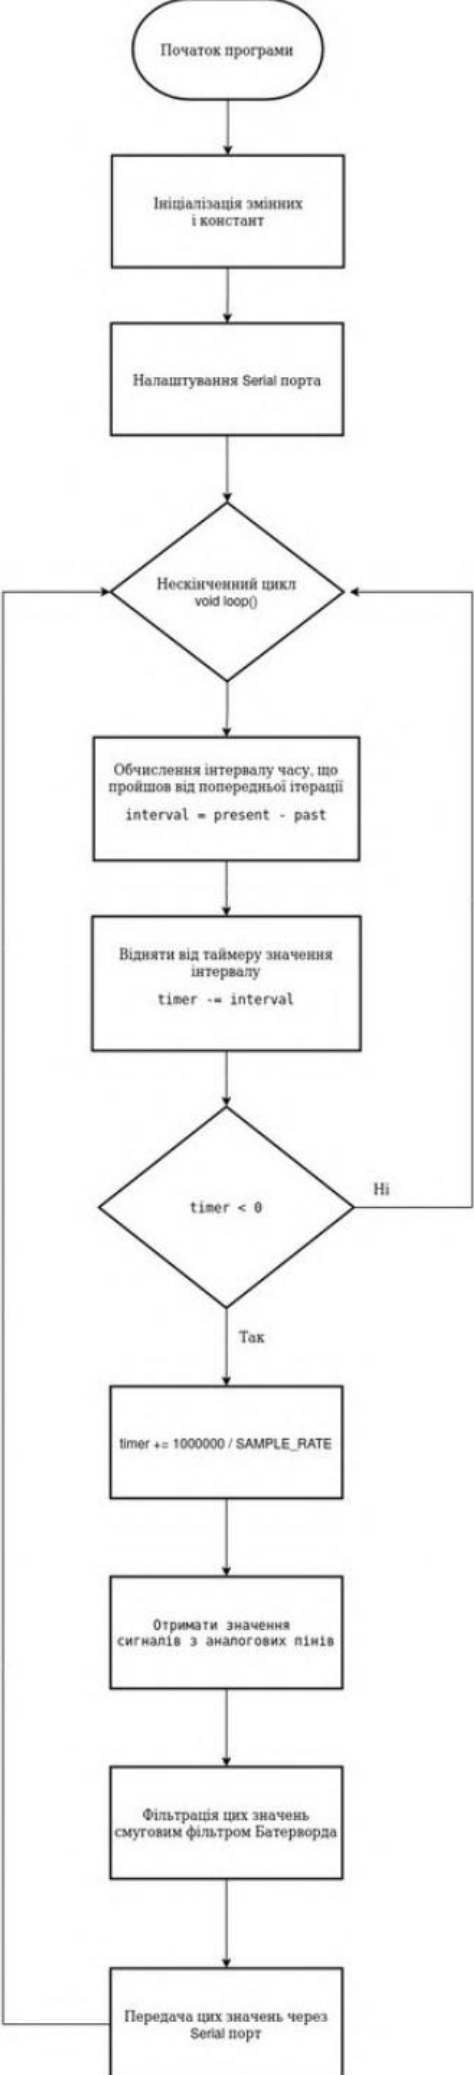 Початок програми
Ініціалізація змінних
і констант
Налаштування Serial порта
Нескінченний цикл
void loop()
Обчислення інтервалу часу, що
пройшов від попередньої ітерації
interval = present - past
Відняти від таймеру значення
інтервалу
timer -= interval
timer < 0
Ні
Так
timer += 1000000 / SAMPLE_RATE
Отримати значення
сигналів з аналогових пінів
Фільтрація цих значень
смуговим фільтром Батерворда
Передача цих значень через
Serial порт